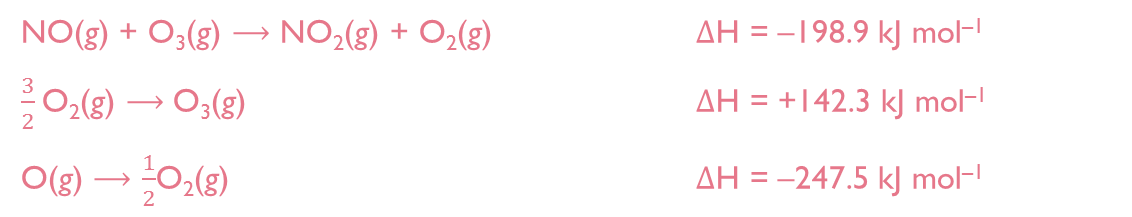 NO(g) + O₃(g) ⟶ NO₂(g) + O₂(g) ΔH = –198.9 kJ mol⁻¹
3/2 O₂(g) ⟶ O₃(g) ΔH = +142.3 kJ mol⁻¹
O(g) ⟶ 1/2 O₂(g) ΔH = –247.5 kJ mol⁻¹